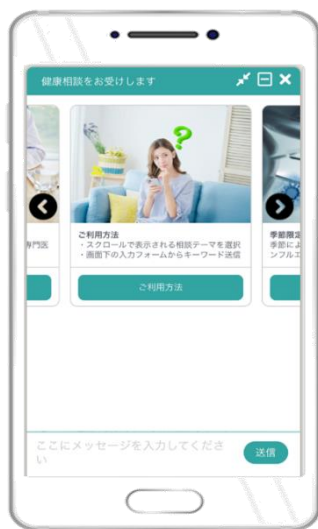 健康相談をお受けします
専門医
ご利用方法
・スクロールで表示される相談テーマを選択
・画面下の入力フォームからキーワード送信
ご利用方法
季節限定
季節によ
ンフルエ
ここにメッセージを入力してくださ
い
送信